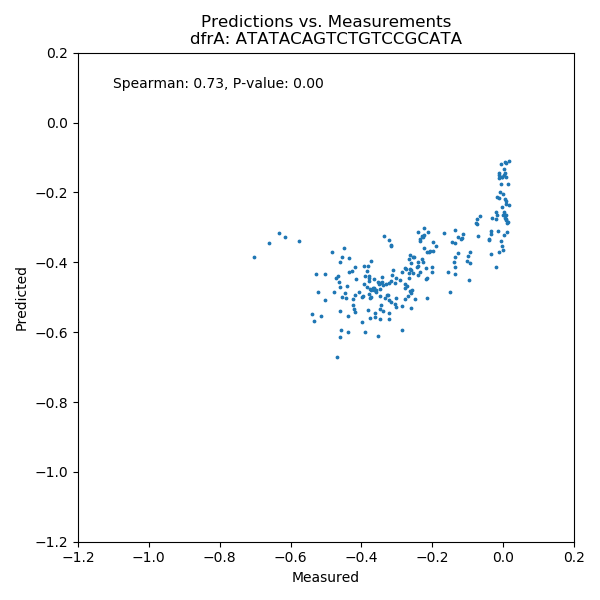 Predictions vs. Measurements
dfrA: ATATACAGTCTGTCCGCATA
Spearman: 0.73, P-value: 0.00
0.2
0.0
−0.2
−0.4
−0.6
−0.8
−1.0
−1.2
Predicted
−1.2 −1.0 −0.8 −0.6 −0.4 −0.2 0.0 0.2
Measured